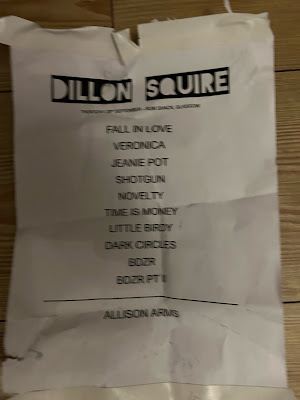 DILLON SQUIRE
FALL IN LOVE
VERONICA
JEANIE POT
SHOTGUN
NOVELTY
TIME IS MONEY
LITTLE BIRDY
DARK CIRCLES
BDZR
BDZR PT II
ALLISON ARMS